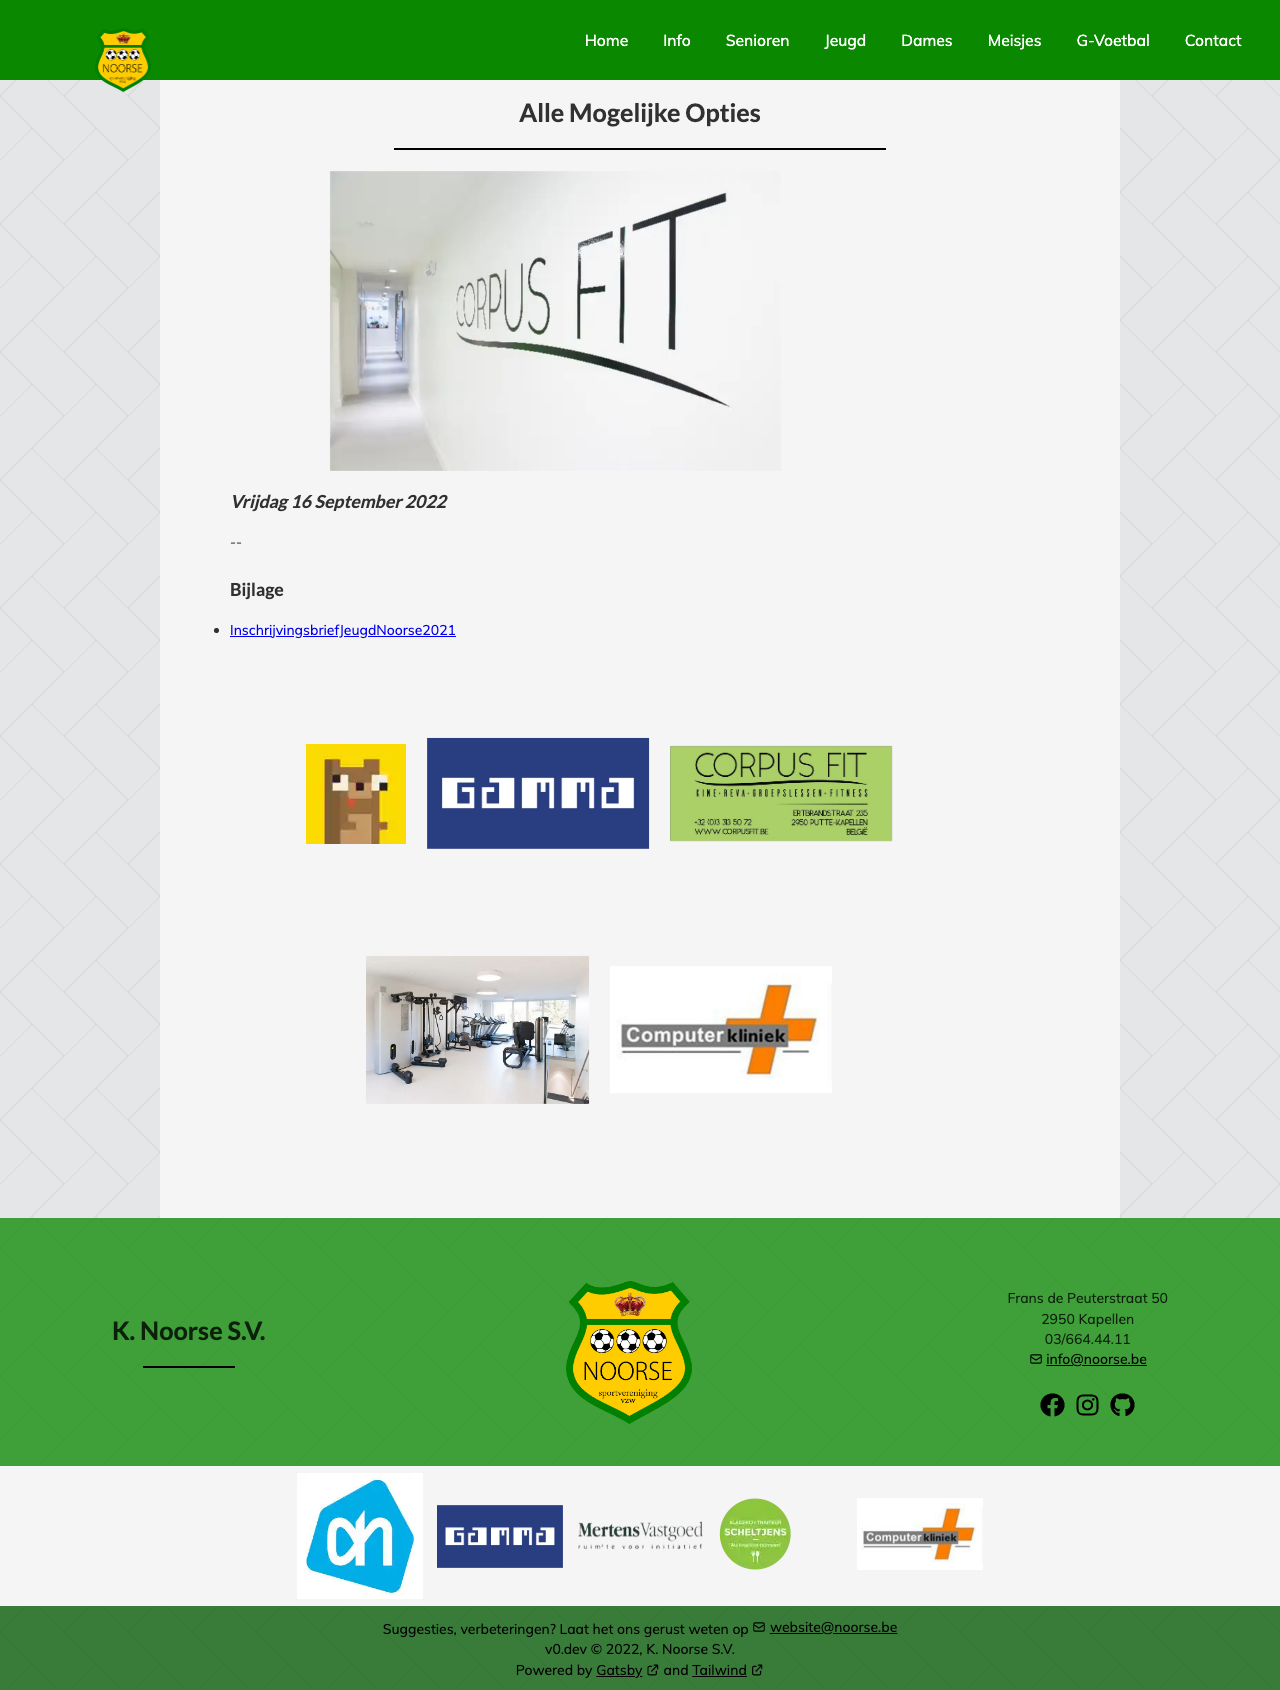 Home Info Senioren Jeugd Dames Meisjes G-Voetbal Contact
NOORSE
Alle Mogelijke Opties
CORPUS FIT
Vrijdag 16 September 2022
--
Bijlage
InschrijvingsbriefJeugdNoorse2021
GAMMA
CORPUS FIT
KINE-REVA-GROEPSLESSEN-FITNESS
+32 (0)3 313 50 72
WWW.CORPUSFIT.BE
ERTBRANDSTRAAT 235
2950 PUTTE-KAPELLEN
BELGIË
Computer kliniek
K. Noorse S.V.
NOORSE
sportvereniging
vzw
Frans de Peuterstraat 50
2950 Kapellen
03/664.44.11
info@noorse.be
ah
GAMMA
MertensVastgoed
ruimte voor initiatief
SLAGERIJ TRAITEUR
SCHELTJENS
Computer kliniek
Suggesties, verbeteringen? Laat het ons gerust weten op website@noorse.be
v0.dev © 2022, K. Noorse S.V.
Powered by Gatsby and Tailwind